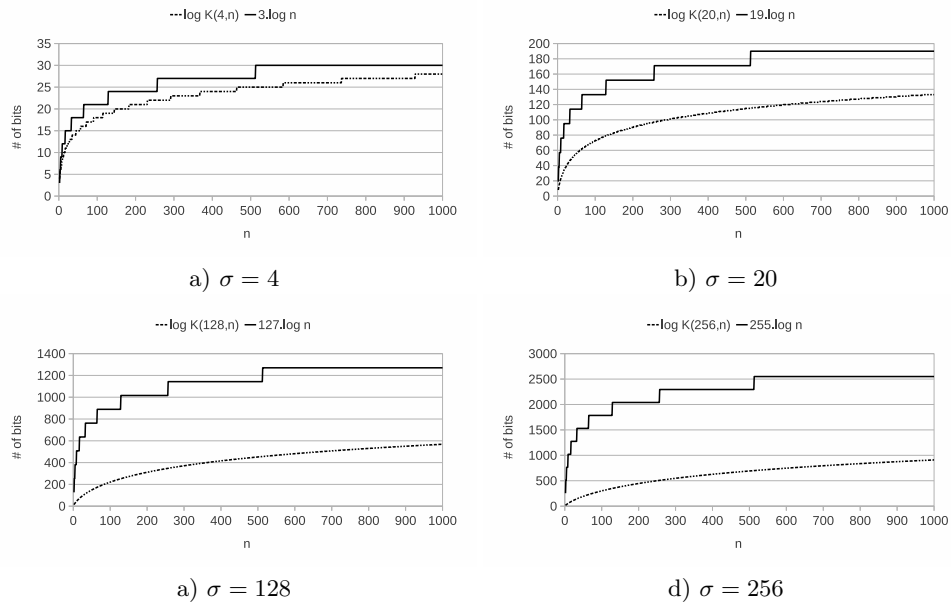 log K(4,n) 3.log n
35
30
25
20
15
10
5
0
# of bits
0 100 200 300 400 500 600 700 800 900 1000
n
a) σ = 4
log K(20,n) 19.log n
200
180
160
140
120
100
80
60
40
20
0
# of bits
0 100 200 300 400 500 600 700 800 900 1000
n
b) σ = 20
log K(128,n) 127.log n
1400
1200
1000
800
600
400
200
0
# of bits
0 100 200 300 400 500 600 700 800 900 1000
n
a) σ = 128
log K(256,n) 255.log n
3000
2500
2000
1500
1000
500
0
# of bits
0 100 200 300 400 500 600 700 800 900 1000
n
d) σ = 256